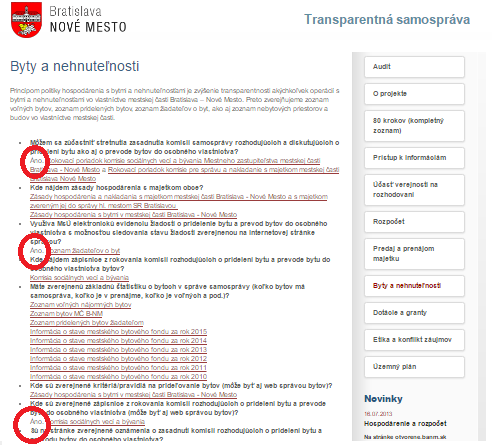 Bratislava
NOVÉ MESTO
Transparentná samospráva
Byty a nehnuteľnosti
Princípom politiky hospodárenia s bytmi a nehnuteľnosťami je zvýšenie transparentnosti akýchkoľvek operácií s
bytmi a nehnuteľnosťami vo vlastníctve mestskej časti Bratislava – Nové Mesto. Preto zverejňujeme zoznam
voľných bytov, zoznam pridelených bytov, zoznam žiadateľov o byt, ako aj zoznam nebytových priestorov a
budov vo vlastníctve mestskej časti.
Môžem sa zúčastniť stretnutia zasadnutia komisií samosprávy rozhodujúcich a diskutujúcich o
pridelení bytu ako aj o prevode bytov do osobného vlastníctva?
Áno. Rokovací poriadok komisie sociálnych vecí a bývania Miestneho zastupiteľstva mestskej časti
Bratislava - Nové Mesto a Rokovací poriadok komisie pre správu a nakladanie s majetkom mestskej časti
Bratislava Nové Mesto
Kde nájdem zásady hospodárenia s majetkom obce?
Zásady hospodárenia a nakladania s majetkom mestskej časti Bratislava - Nové Mesto a s majetkom
zvereným jej do správy hl. mestom SR Bratislavou
Zásady hospodárenia s bytmi v mestskej časti Bratislava - Nové Mesto
Využíva MsÚ elektronickú evidenciu žiadostí o pridelenie bytu a prevod bytov do osobného
vlastníctva s možnosťou sledovania stavu žiadosti zverejnenou na internetovej stránke
správou?
Áno. Zoznam žiadateľov o byt
Kde nájdem zápisnice z rokovania komisií rozhodujúcich o pridelení bytu a prevode bytu do
osobného vlastníctva bytov?
Komisia sociálnych vecí a bývania
Máte zverejnenú základnú štatistiku o bytoch v správe samosprávy (koľko bytov má
samospráva, koľko je v prenájme, koľko je voľných a pod.)?
Zoznam voľných nájomných bytov
Zoznam bytov MČ B-NM
Zoznam pridelených bytov žiadateľom
Informácia o stave mestského bytového fondu za rok 2015
Informácia o stave mestského bytového fondu za rok 2014
Informácia o stave mestského bytového fondu za rok 2013
Informácia o stave mestského bytového fondu za rok 2012
Informácia o stave mestského bytového fondu za rok 2011
Informácia o stave mestského bytového fondu za rok 2010
Kde sú zverejnené kritériá/pravidlá na prideľovanie bytov (môže byť aj web správou bytov)?
Zásady hospodárenia s bytmi v mestskej časti Bratislava - Nové Mesto
Kde sú zverejnené zápisnice z rokovania komisií rozhodujúcich o pridelení bytu a prevode
bytu do osobného vlastníctva (môže byť aj web správou bytov)?
Áno. Komisia sociálnych vecí a bývania
Sú na stránke zverejnené oznámenia o zasadnutí komisií rozhodujúcich o pridelení bytu a
Audit
O projekte
80 krokov (kompletný
zoznam)
Prístup k informáciám
Účasť verejnosti na
rozhodovaní
Rozpočet
Predaj a prenájom
majetku
Byty a nehnuteľnosti
Dotácie a granty
Etika a konflikt záujmov
Územný plán
Novinky
16.07.2013
Hospodárenie a rozpočet
Na stránke otvorene.banm.sk